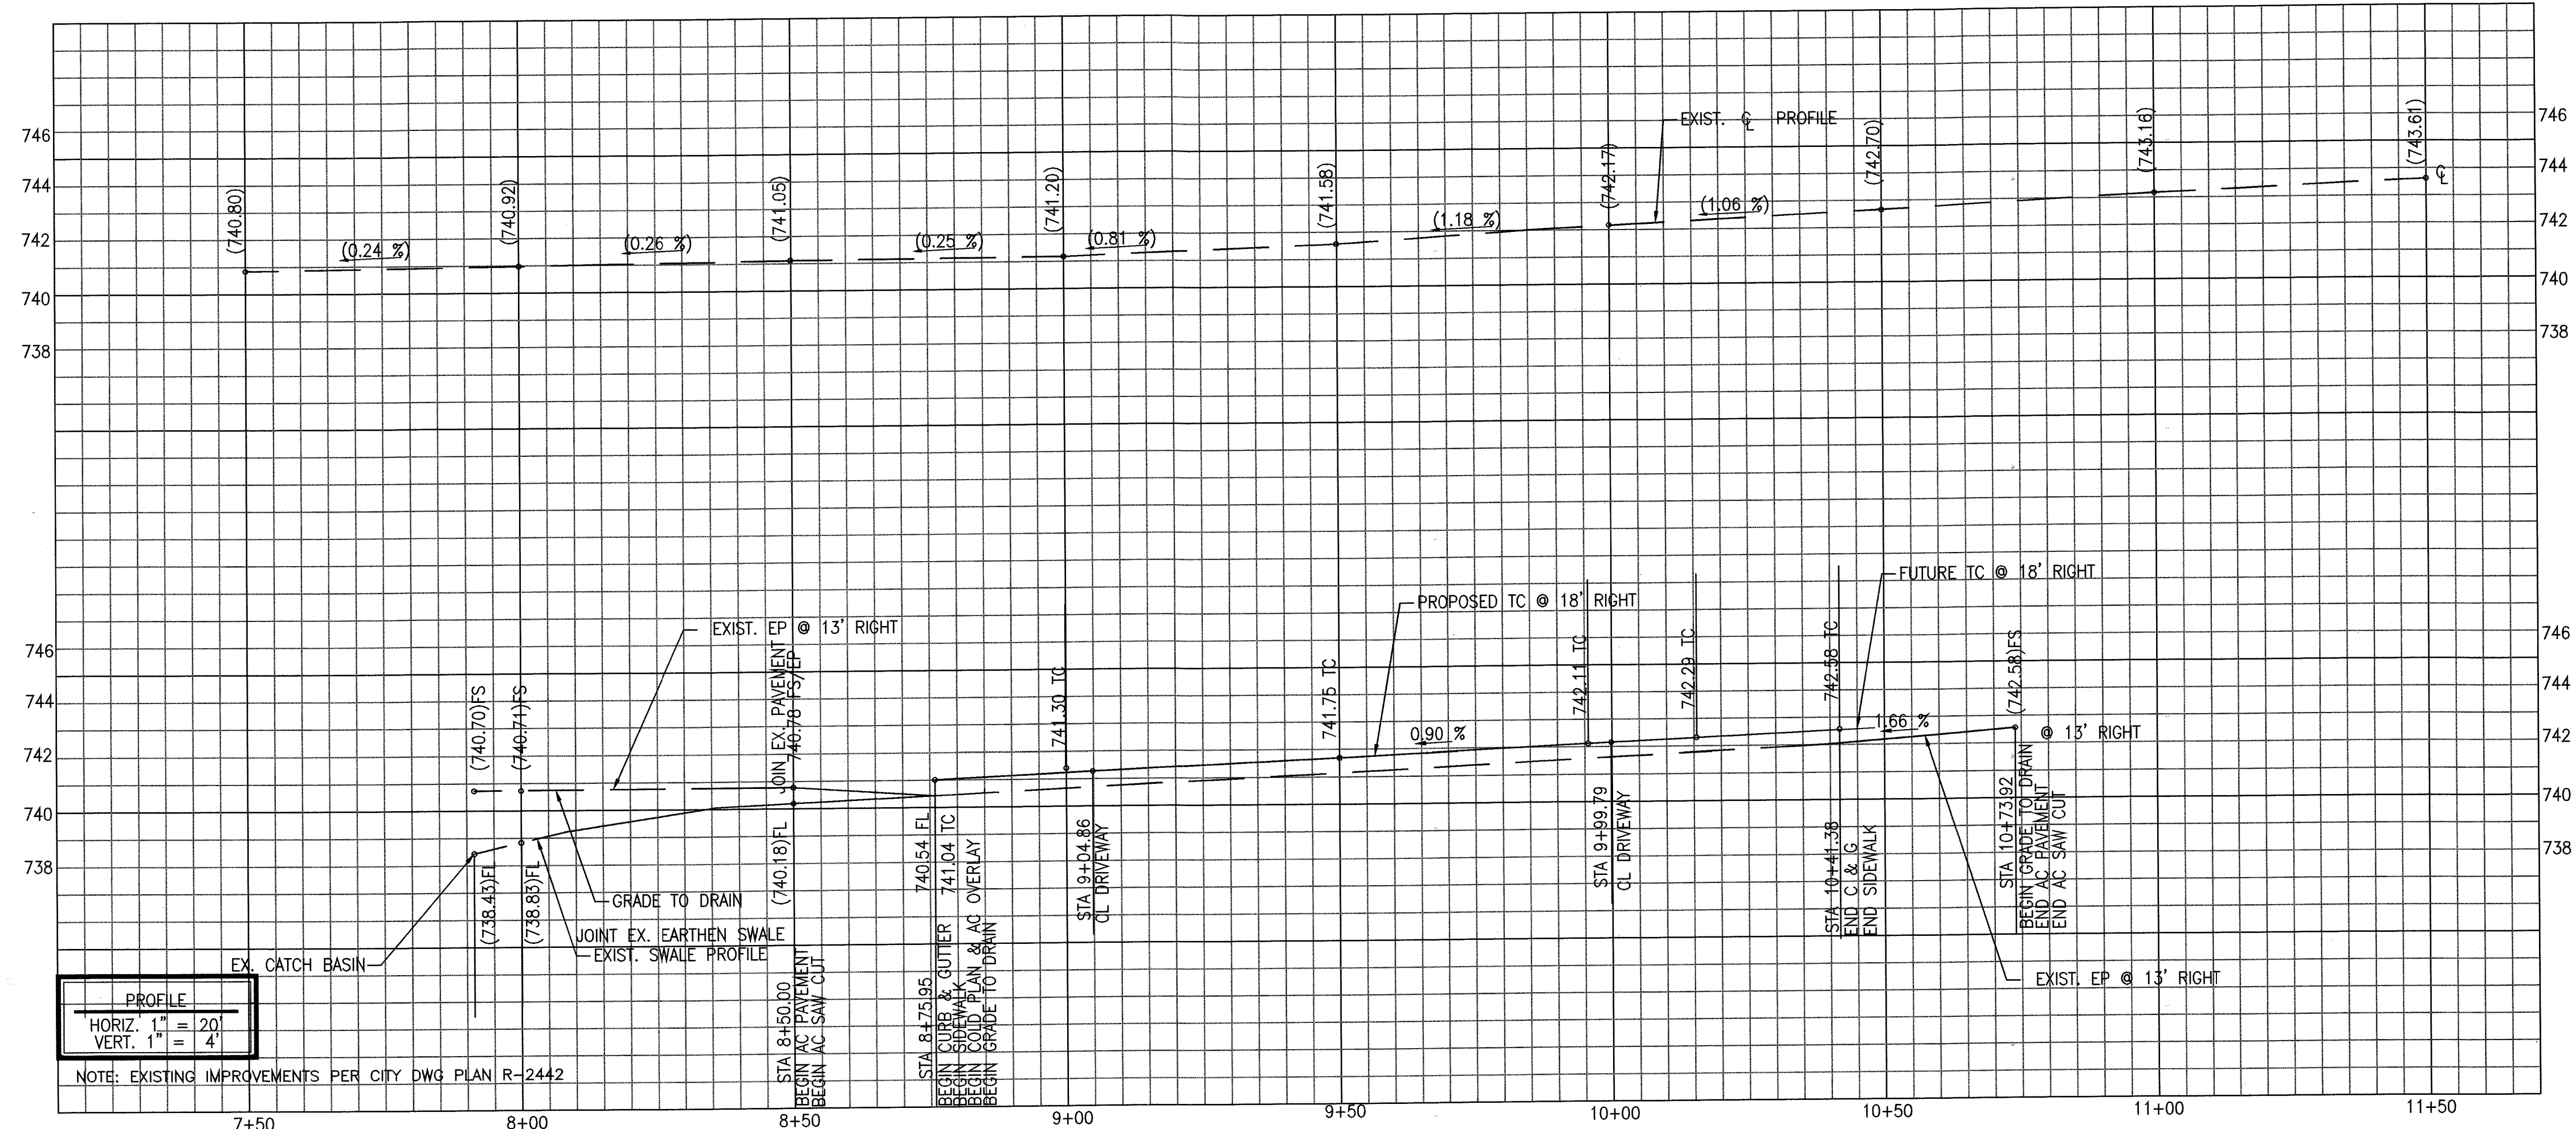 746
744
742
740
738
746
744
742
740
738
(740.80)
(740.92)
(741.05)
(741.20)
(741.58)
(742.17)
(742.70)
(743.16)
(743.61)
EXIST. ℄ PROFILE
℄
(0.24 %)
(0.26 %)
(0.25 %)
(0.81 %)
(1.18 %)
(1.06 %)
746
744
742
740
738
746
744
742
740
738
FUTURE TC @ 18' RIGHT
PROPOSED TC @ 18' RIGHT
EXIST. EP @ 13' RIGHT
(740.70)FS
(740.71)FS
JOIN EX. PAVEMENT
740.78 FS/EP
741.30 TC
741.75 TC
742.11 TC
742.29 TC
742.58 TC
(742.58)FS
0.90 %
1.66 %
@ 13' RIGHT
(738.43)FL
(738.83)FL
(740.18)FL
740.54 FL
741.04 TC
GRADE TO DRAIN
JOINT EX. EARTHEN SWALE
EXIST. SWALE PROFILE
EX. CATCH BASIN
STA 8+50.00
BEGIN AC PAVEMENT
BEGIN AC SAW CUT
STA 8+75.95
BEGIN CURB & GUTTER
BEGIN SIDEWALK
BEGIN COLD PLAN & AC OVERLAY
BEGIN GRADE TO DRAIN
STA 9+04.86
CL DRIVEWAY
STA 9+99.79
CL DRIVEWAY
STA 10+41.38
END C & G
END SIDEWALK
STA 10+73.92
BEGIN GRADE TO DRAIN
END AC PAVEMENT
END AC SAW CUT
EXIST. EP @ 13' RIGHT
PROFILE
HORIZ. 1" = 20'
VERT. 1" = 4'
NOTE: EXISTING IMPROVEMENTS PER CITY DWG PLAN R-2442
7+50
8+00
8+50
9+00
9+50
10+00
10+50
11+00
11+50